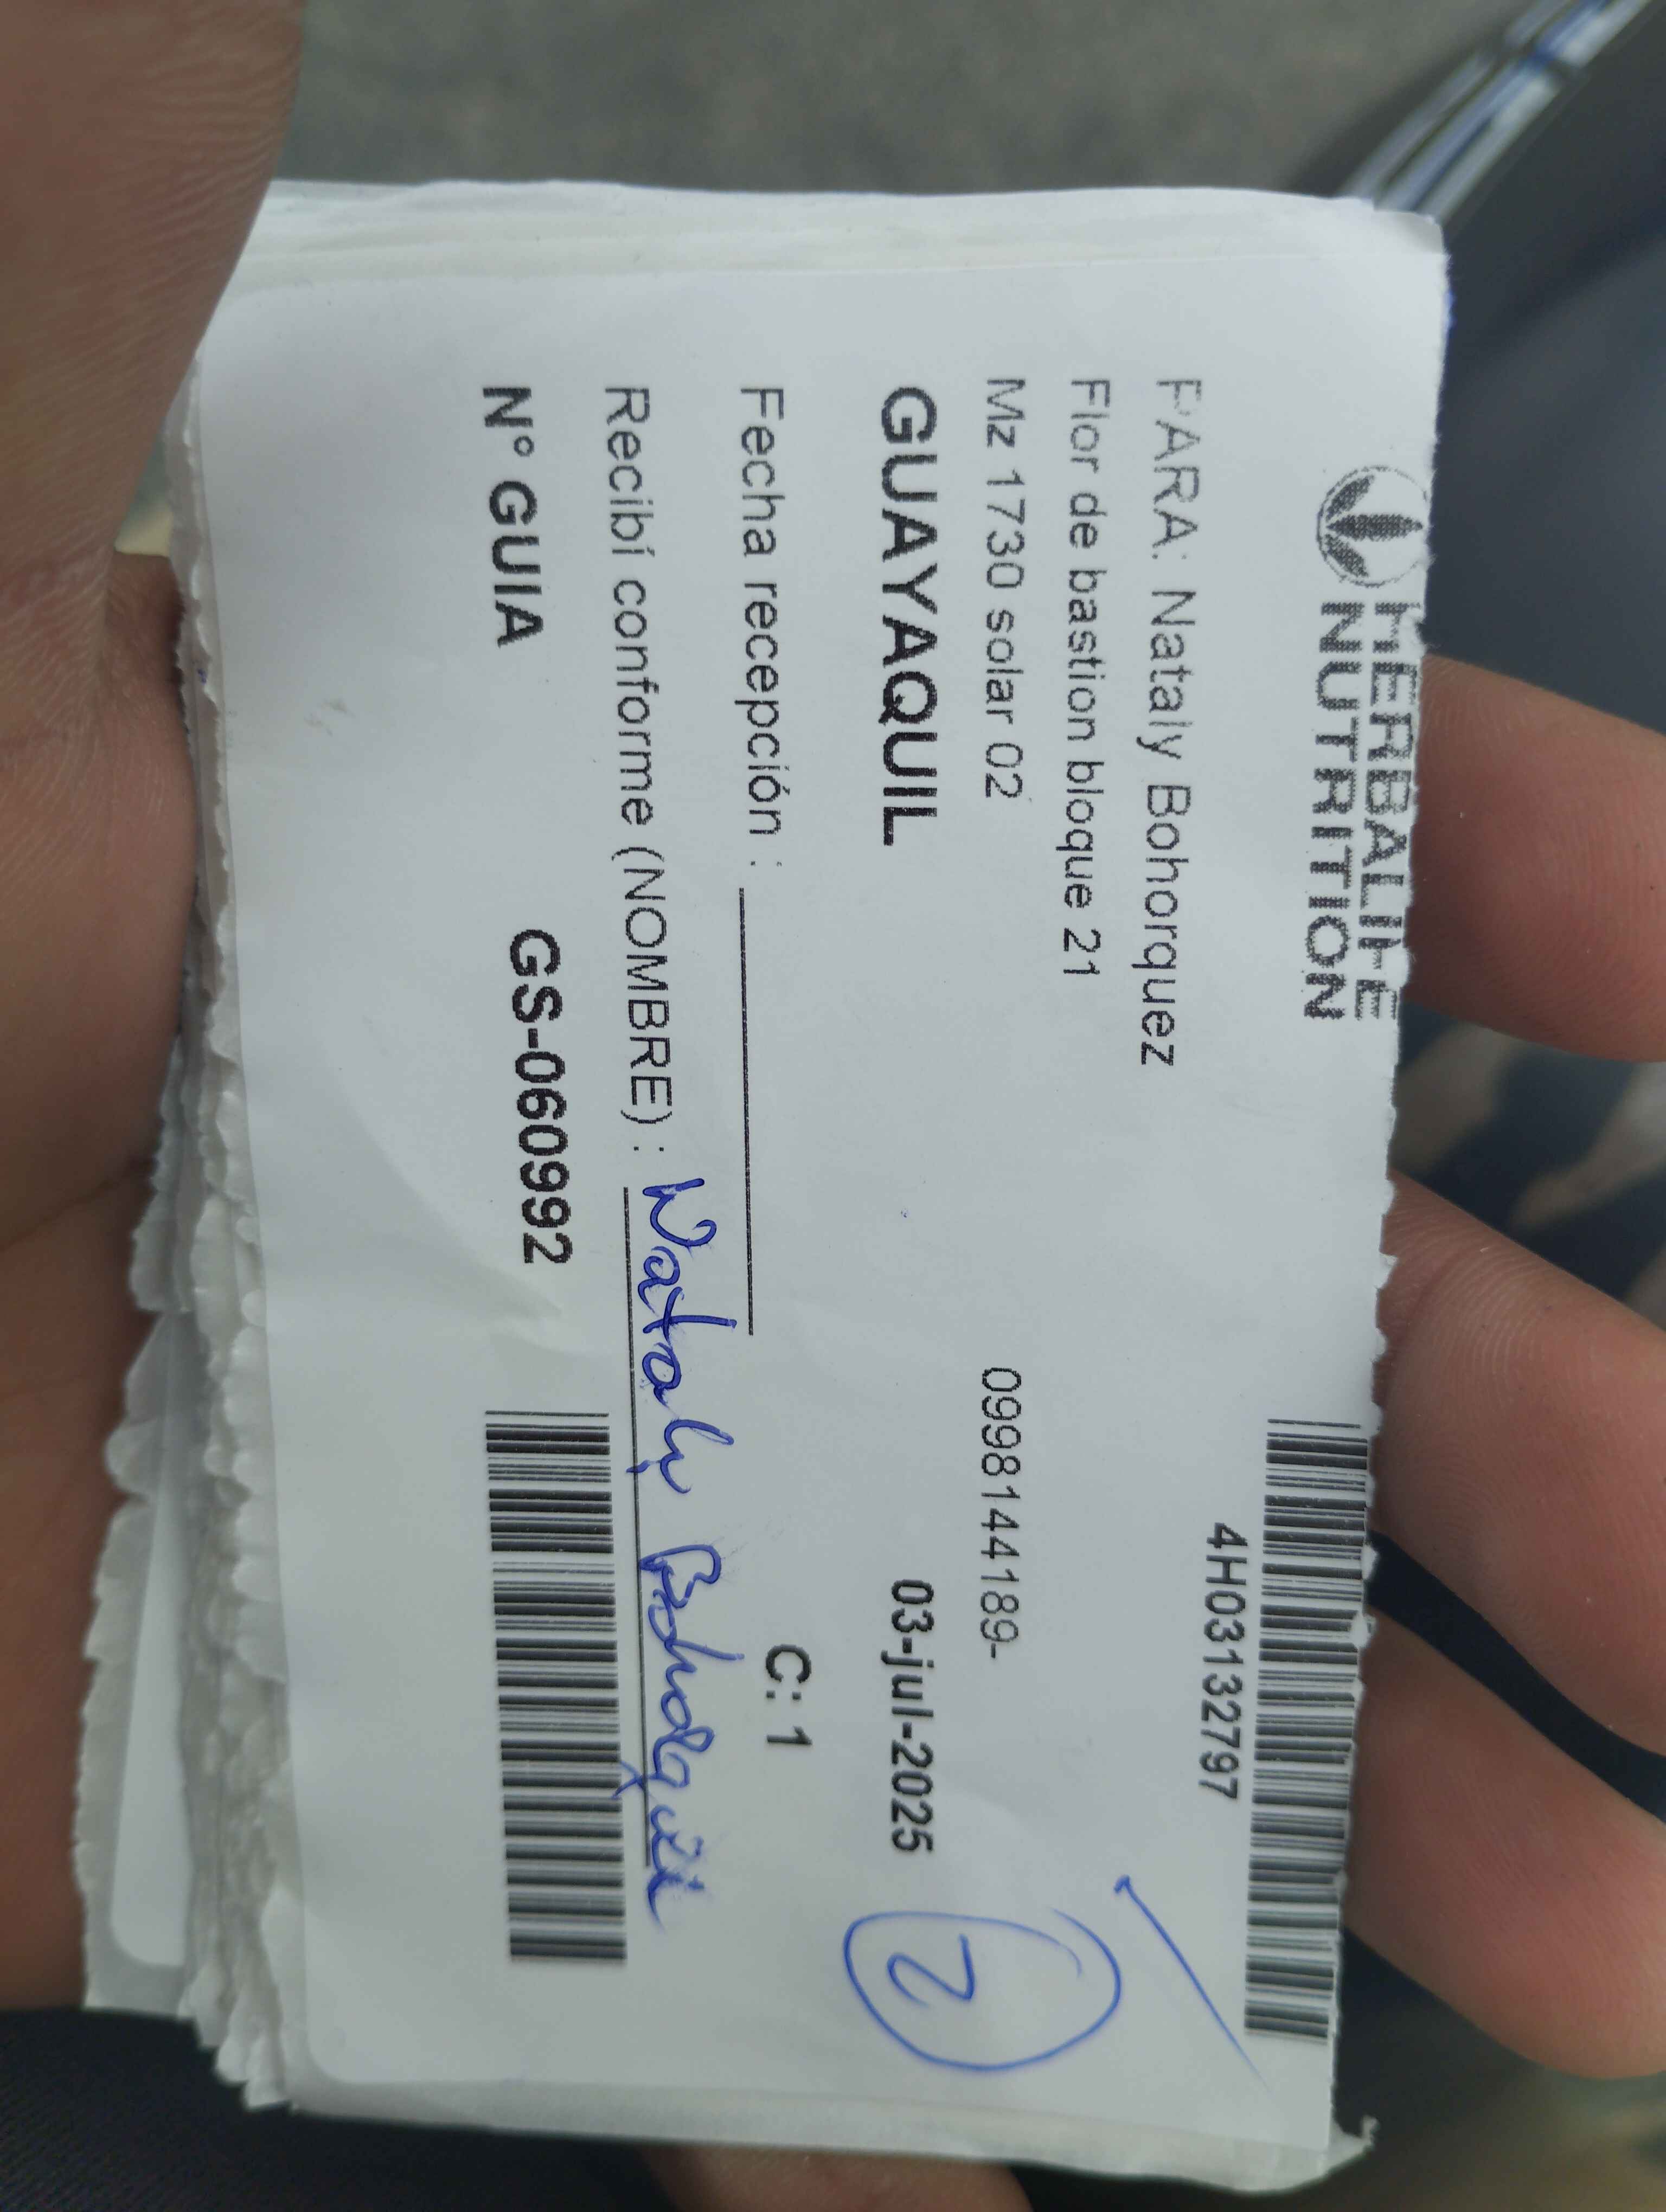 HERBALIFE
NUTRITION
4H03132797
PARA: Nataly Bohorquez
Flor de bastion bloque 21
Mz 1730 solar 02 0998144189-
GUAYAQUIL 03-jul-2025
2
Fecha recepción : C: 1
Recibí conforme (NOMBRE) : Nataly Bohorquez
N° GUIA GS-060992